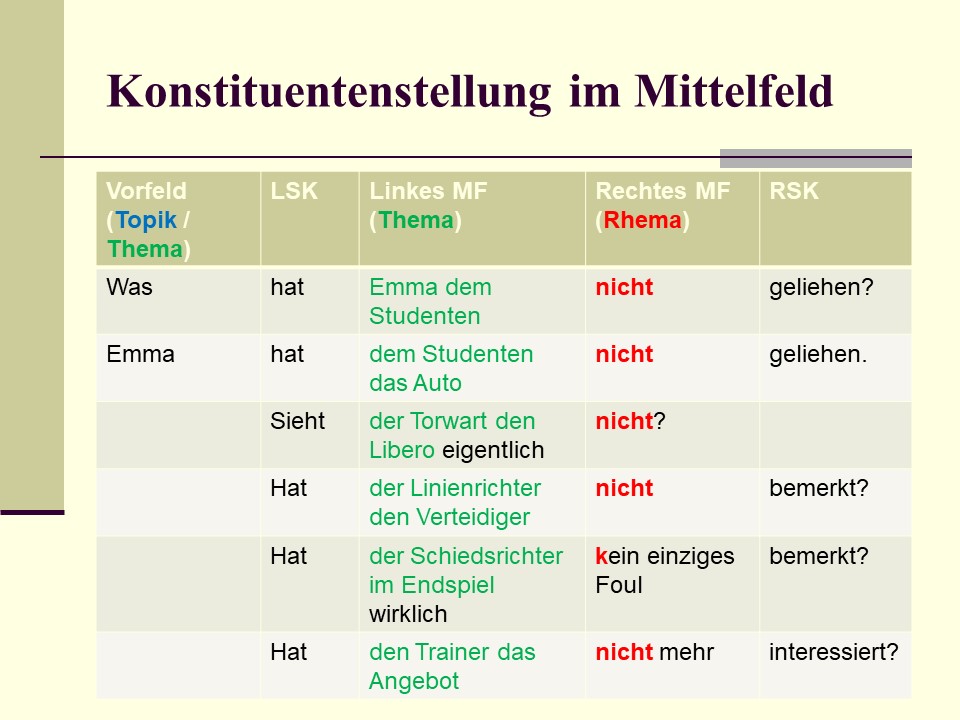 Konstituentenstellung im Mittelfeld
Vorfeld
(Topik /
Thema)
LSK
Linkes MF
(Thema)
Rechtes MF
(Rhema)
RSK
Was
hat
Emma dem
Studenten
nicht
geliehen?
Emma
hat
dem Studenten
das Auto
nicht
geliehen.
Sieht
der Torwart den
Libero eigentlich
nicht?
Hat
der Linienrichter
den Verteidiger
nicht
bemerkt?
Hat
der Schiedsrichter
im Endspiel
wirklich
kein einziges
Foul
bemerkt?
Hat
den Trainer das
Angebot
nicht mehr
interessiert?